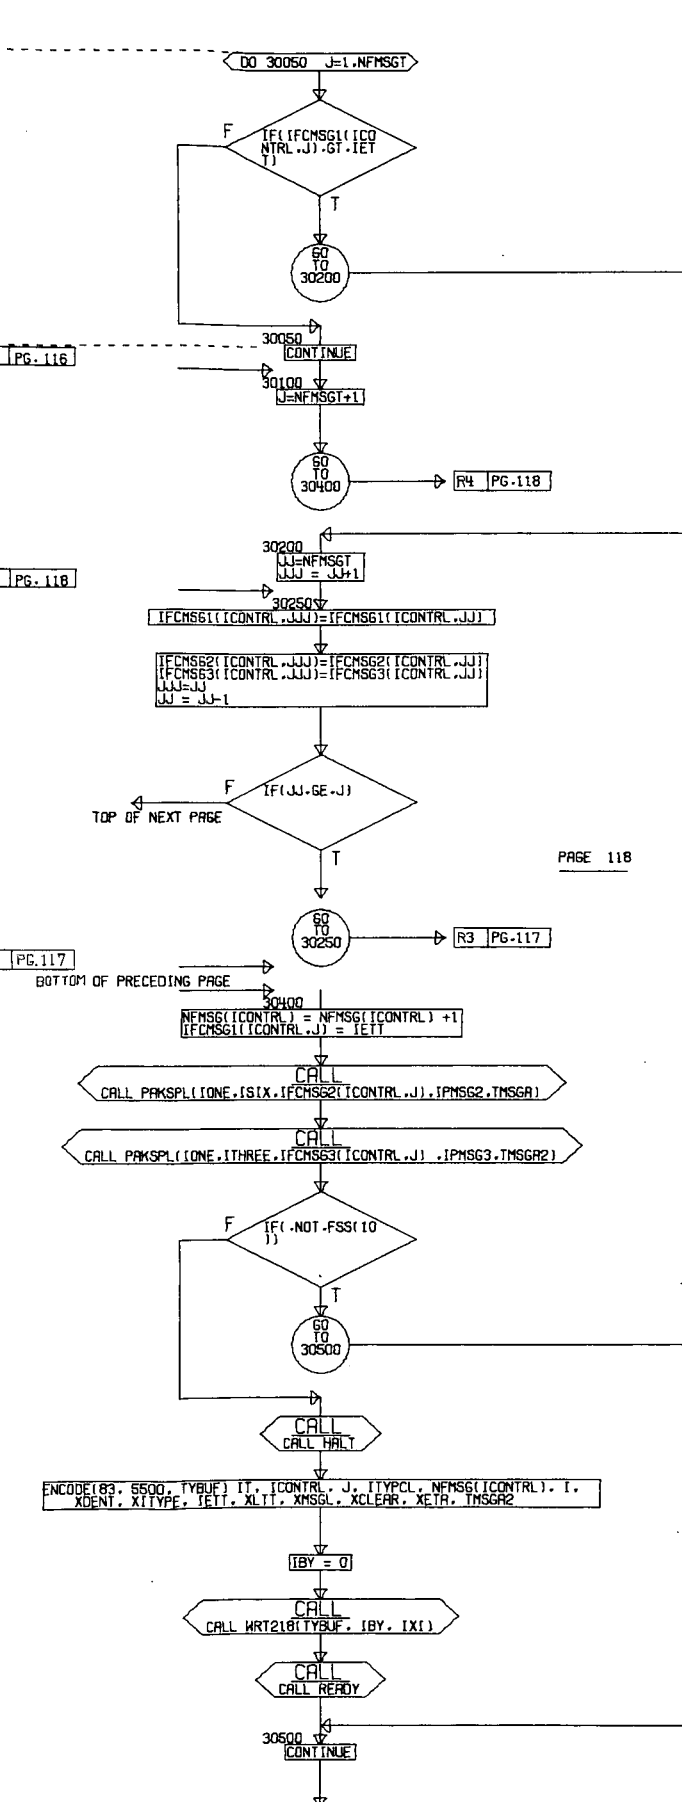 DO 30050 J=1,NFMSGT
F
IF(IFCMSG1(ICO
NTRL,J).GT.IET
T)
T
GO
TO
30200
30050
CONTINUE
PG.116
30100
J=NFMSGT+1
GO
TO
30400
R4 PG.118
30200
JJ=NFMSGT
JJJ = JJ+1
PG.118
30250
IFCMSG1(ICONTRL,JJJ)=IFCMSG1(ICONTRL,JJ)
IFCMSG2(ICONTRL,JJJ)=IFCMSG2(ICONTRL,JJ)
IFCMSG3(ICONTRL,JJJ)=IFCMSG3(ICONTRL,JJ)
JJJ=JJ
JJ = JJ-1
F
IF(JJ.GE.J)
TOP OF NEXT PAGE
T
PAGE 118
GO
TO
30250
R3 PG.117
PG.117
BOTTOM OF PRECEDING PAGE
30400
NFMSG(ICONTRL) = NFMSG(ICONTRL) +1
IFCMSG1(ICONTRL,J) = IETT
CALL
CALL PAKSPL(IONE,ISIX,IFCMSG2(ICONTRL,J),IPMSG2,TMSGA)
CALL
CALL PAKSPL(IONE,ITHREE,IFCMSG3(ICONTRL,J) ,IPMSG3,TMSGA2)
F
IF( .NOT.FSS(10
))
T
GO
TO
30500
CALL
CALL HALT
ENCODE(83, 5500, TYBUF) IT, ICONTRL, J, ITYPCL, NFMSG(ICONTRL), I,
XDENT, XITYPE, IETT, XLTT, XMSGL, XCLEAR, XETA, TMSGA2
IBY = 0
CALL
CALL WRT218(TYBUF, IBY, IXI)
CALL
CALL READY
30500
CONTINUE